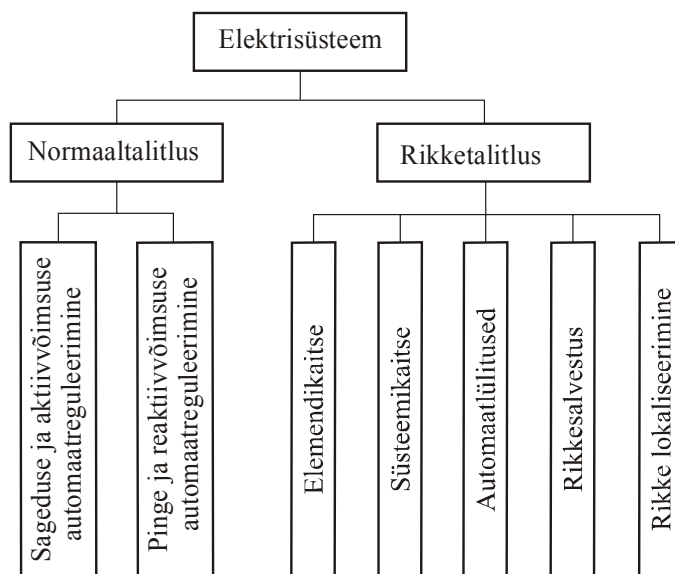 Elektrisüsteem
Normaaltalitlus
Rikketalitlus
Sageduse ja aktiivvõimsuse
automaatreguleerimine
Pinge ja reaktiivvõimsuse
automaatreguleerimine
Elemendikaitse
Süsteemikaitse
Automaatlülitused
Rikkesalvestus
Rikke lokaliseerimine